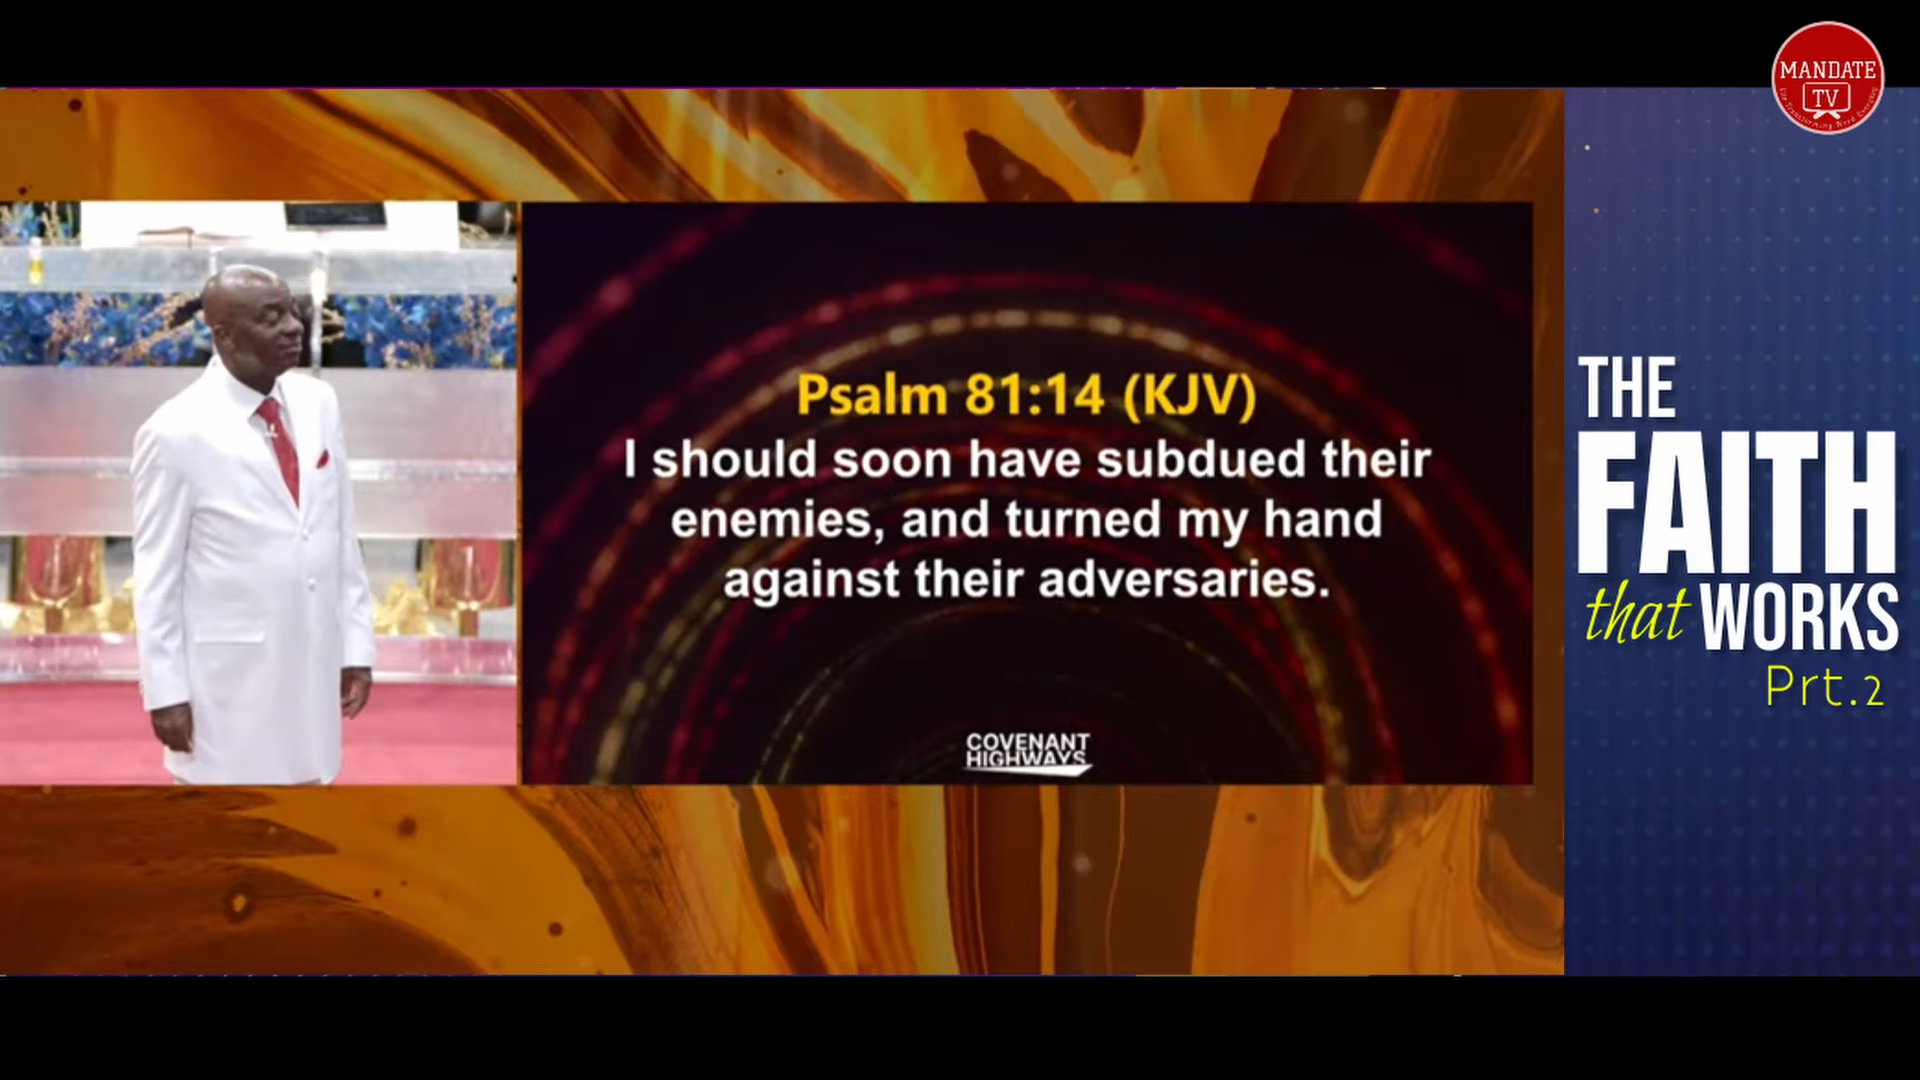 MANDATE
TV
Psalm 81:14 (KJV)
I should soon have subdued their
enemies, and turned my hand
against their adversaries.
COVENANT
HIGHWAYS
THE
FAITH
that WORKS
Prt.2